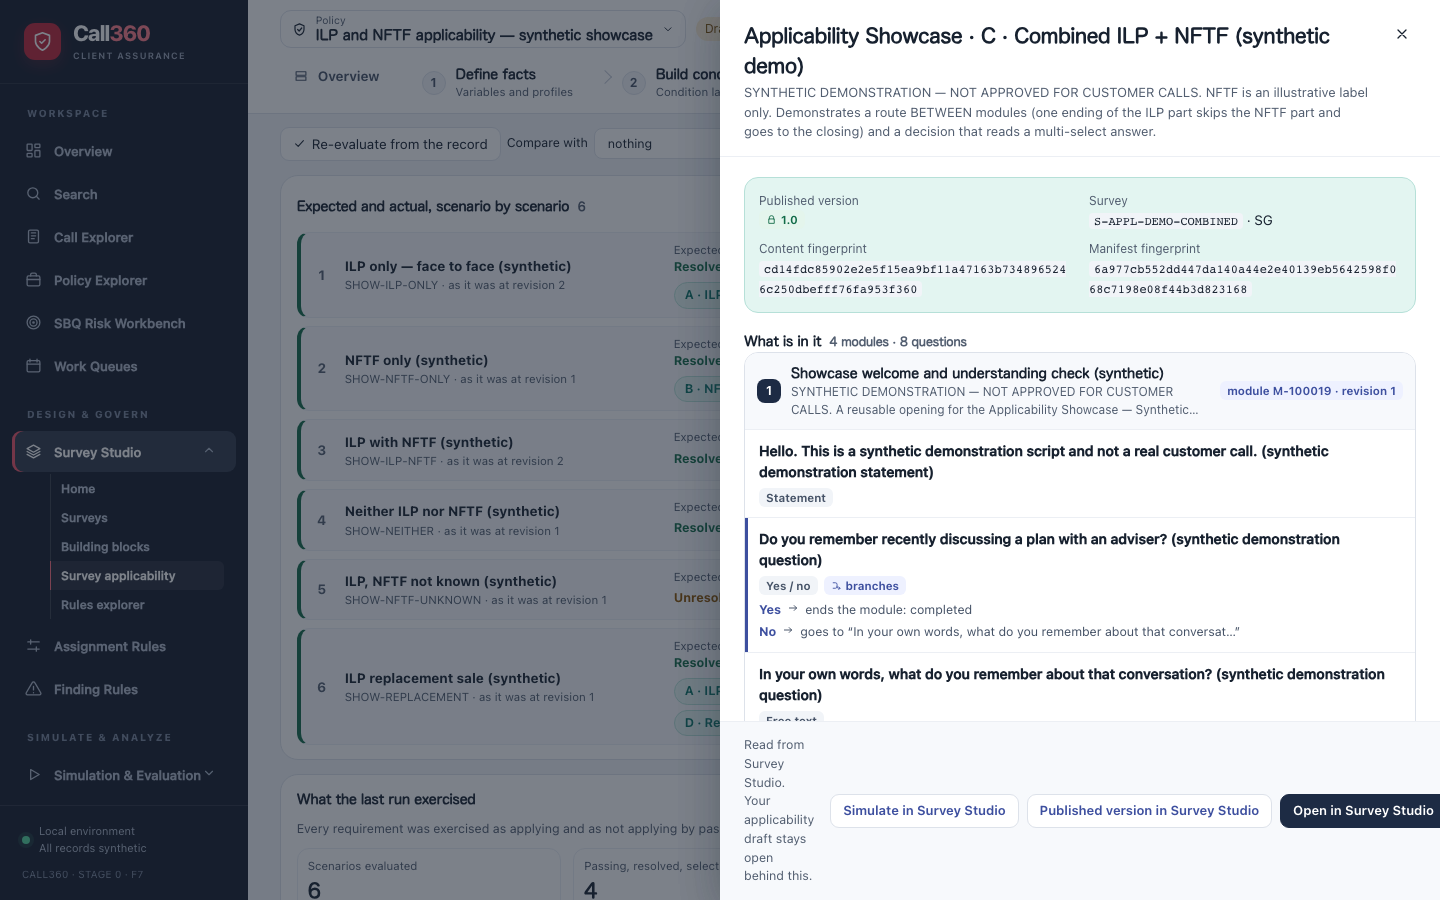 Call360
CLIENT ASSURANCE
WORKSPACE
Overview
Search
Call Explorer
Policy Explorer
SBQ Risk Workbench
Work Queues
DESIGN & GOVERN
Survey Studio
Home
Surveys
Building blocks
Survey applicability
Rules explorer
Assignment Rules
Finding Rules
SIMULATE & ANALYZE
Simulation & Evaluation
Local environment
All records synthetic
CALL360 · STAGE 0 · F7
Policy
ILP and NFTF applicability — synthetic showcase
Dra
Overview
1
Define facts
Variables and profiles
2
Build cond
Condition la
Re-evaluate from the record
Compare with
nothing
Expected and actual, scenario by scenario 6
1
ILP only — face to face (synthetic)
SHOW-ILP-ONLY · as it was at revision 2
Expected
Resolve
A · ILP
2
NFTF only (synthetic)
SHOW-NFTF-ONLY · as it was at revision 1
Expected
Resolve
B · NF
3
ILP with NFTF (synthetic)
SHOW-ILP-NFTF · as it was at revision 2
Expected
Resolve
4
Neither ILP nor NFTF (synthetic)
SHOW-NEITHER · as it was at revision 1
Expected
Resolve
5
ILP, NFTF not known (synthetic)
SHOW-NFTF-UNKNOWN · as it was at revision 1
Expected
Unresol
6
ILP replacement sale (synthetic)
SHOW-REPLACEMENT · as it was at revision 1
Expected
Resolve
A · ILP
D · Re
What the last run exercised
Every requirement was exercised as applying and as not applying by pas
Scenarios evaluated
6
Passing, resolved, select
4
Applicability Showcase · C · Combined ILP + NFTF (synthetic
demo)
SYNTHETIC DEMONSTRATION — NOT APPROVED FOR CUSTOMER CALLS. NFTF is an illustrative label
only. Demonstrates a route BETWEEN modules (one ending of the ILP part skips the NFTF part and
goes to the closing) and a decision that reads a multi-select answer.
Published version
1.0
Survey
S-APPL-DEMO-COMBINED · SG
Content fingerprint
cd14fdc85902e2e5f15ea9bf11a47163b734896524
6c250dbefff76fa953f360
Manifest fingerprint
6a977cb552dd447da140a44e2e40139eb5642598f0
68c7198e08f44b3d823168
What is in it 4 modules · 8 questions
1
Showcase welcome and understanding check (synthetic)
SYNTHETIC DEMONSTRATION — NOT APPROVED FOR CUSTOMER
CALLS. A reusable opening for the Applicability Showcase — Synthetic...
module M-100019 · revision 1
Hello. This is a synthetic demonstration script and not a real customer call. (synthetic
demonstration statement)
Statement
Do you remember recently discussing a plan with an adviser? (synthetic demonstration
question)
Yes / no
branches
Yes → ends the module: completed
No → goes to “In your own words, what do you remember about that conversat…”
In your own words, what do you remember about that conversation? (synthetic demonstration
question)
Free text
Read from
Survey
Studio.
Your
applicability
draft stays
open
behind this.
Simulate in Survey Studio
Published version in Survey Studio
Open in Survey Studio